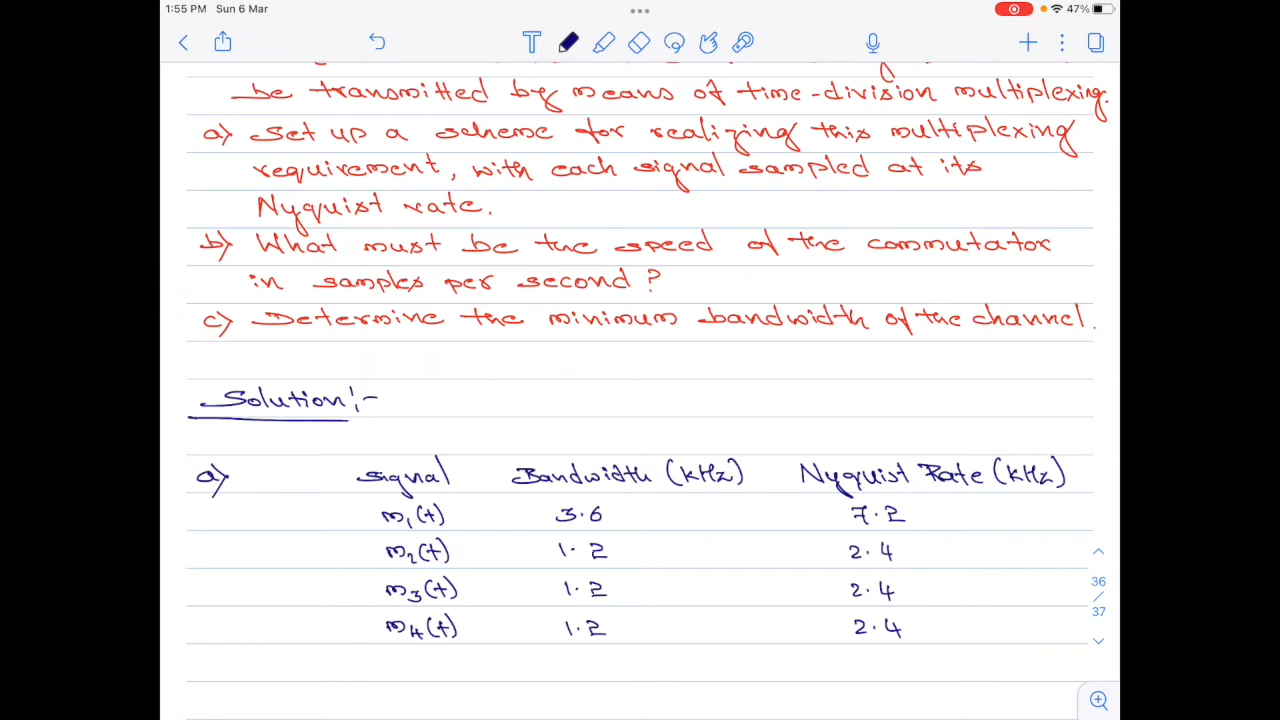 1:55 PM Sun 6 Mar
47%
be transmitted by means of time-division multiplexing.
a) Set up a scheme for realizing this multiplexing
requirement, with each signal sampled at its
Nyquist rate.
b) What must be the speed of the commutator
in samples per second?
c) Determine the minimum bandwidth of the channel.
Solution:-
a) Signal Bandwidth (kHz) Nyquist Rate (kHz)
m₁(t) 3.6 7.2
m₂(t) 1.2 2.4
m₃(t) 1.2 2.4
m₄(t) 1.2 2.4
36
/
37